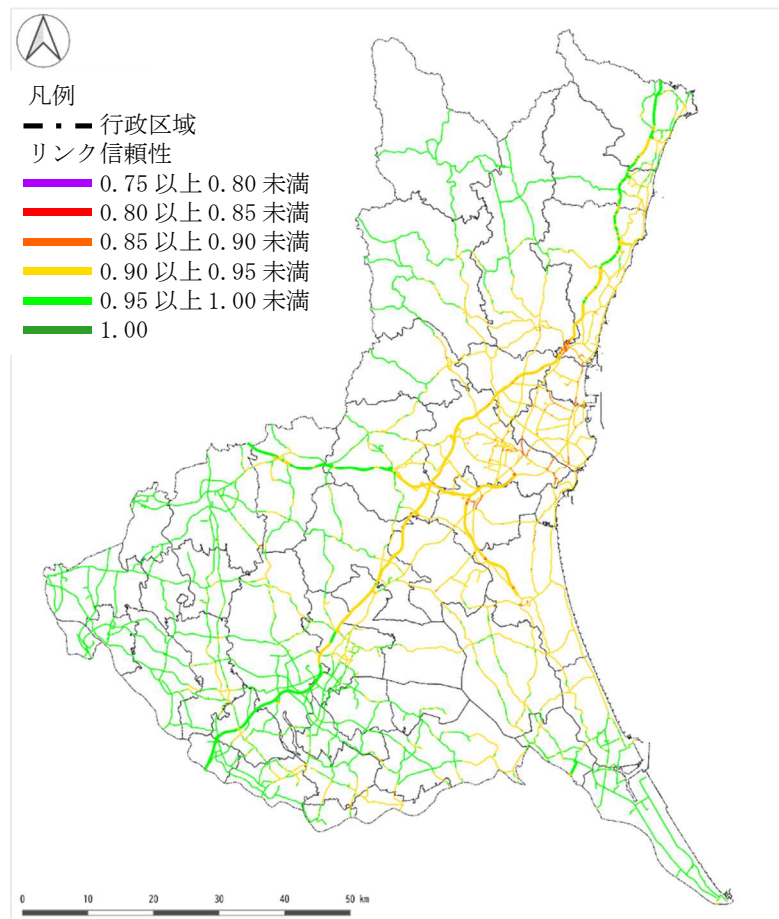 凡例
行政区域
リンク信頼性
0.75 以上 0.80 未満
0.80 以上 0.85 未満
0.85 以上 0.90 未満
0.90 以上 0.95 未満
0.95 以上 1.00 未満
1.00
0 10 20 30 40 50 km